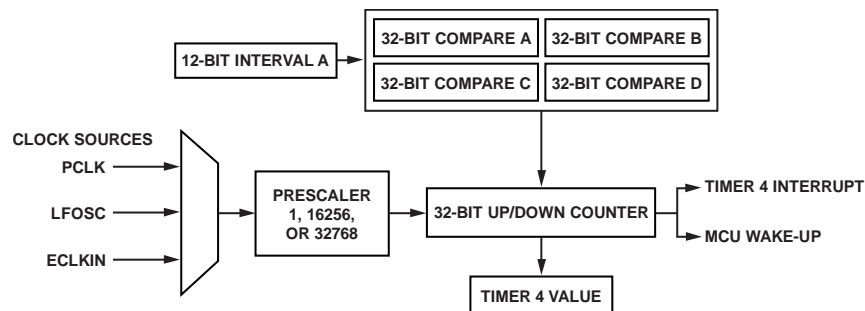 12-BIT INTERVAL A
32-BIT COMPARE A
32-BIT COMPARE B
32-BIT COMPARE C
32-BIT COMPARE D
CLOCK SOURCES
PCLK
LFOSC
ECLKIN
PRESCALER
1, 16256,
OR 32768
32-BIT UP/DOWN COUNTER
TIMER 4 INTERRUPT
MCU WAKE-UP
TIMER 4 VALUE